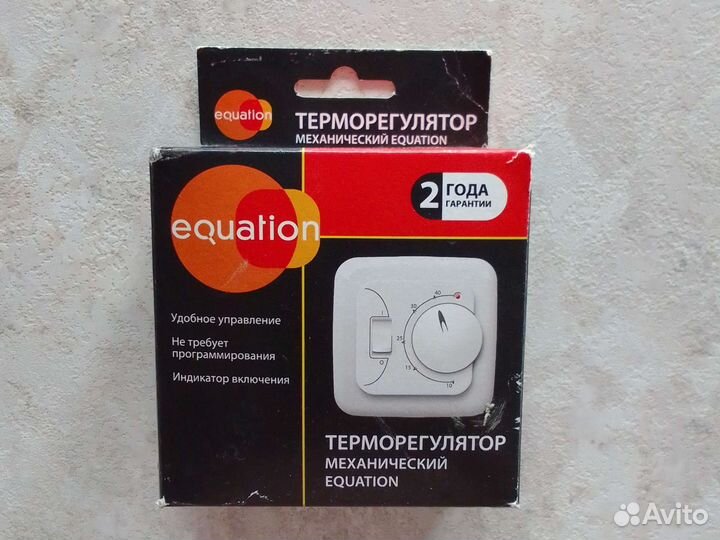 equation
ТЕРМОРЕГУЛЯТОР
МЕХАНИЧЕСКИЙ EQUATION
equation
2 ГОДА
ГАРАНТИИ
Удобное управление
Не требует
программирования
Индикатор включения
I
O
40
30
25
15
10
ТЕРМОРЕГУЛЯТОР
МЕХАНИЧЕСКИЙ
EQUATION
Avito